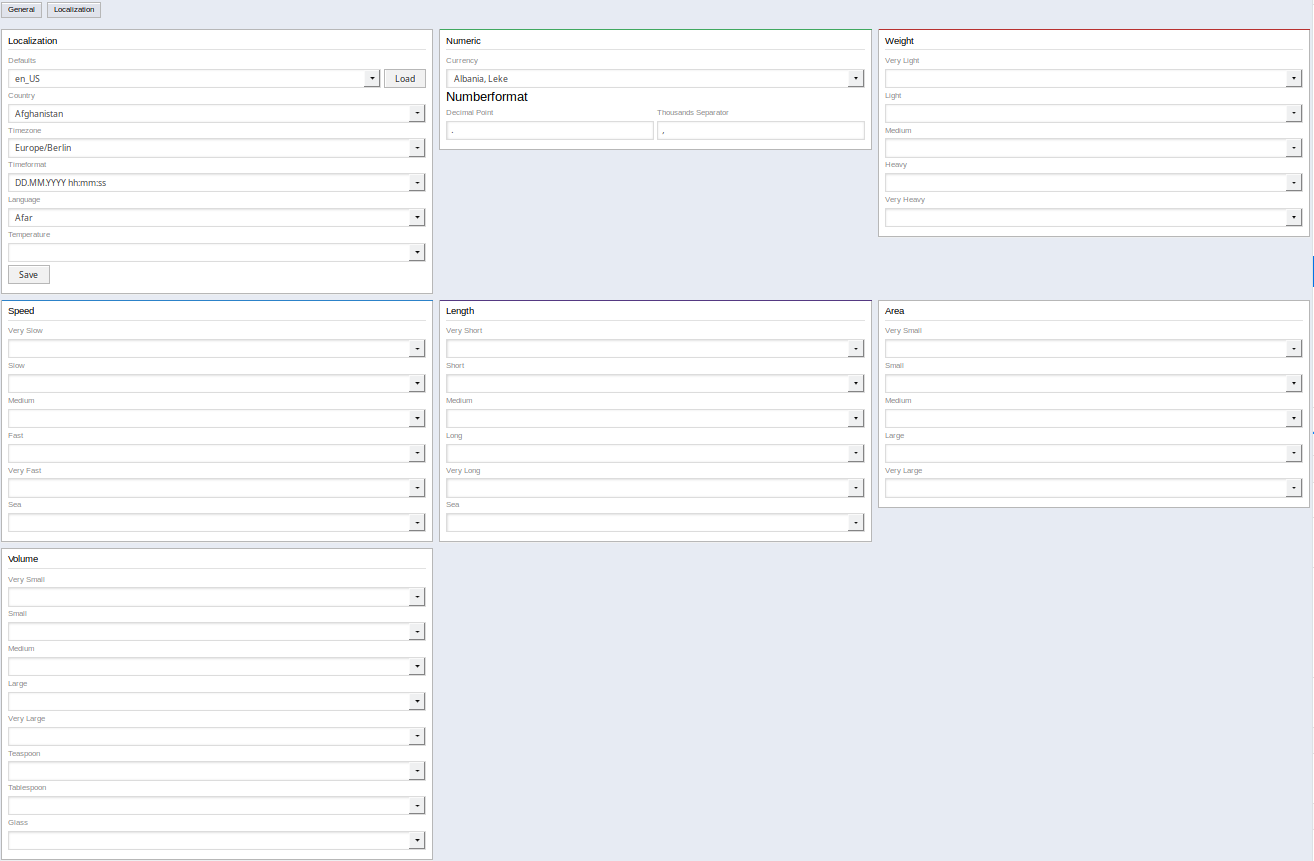 General Localization
Localization
Defaults
en_US Load
Country
Afghanistan
Timezone
Europe/Berlin
Timeformat
DD.MM.YYYY hh:mm:ss
Language
Afar
Temperature
Save
Numeric
Currency
Albania, Leke
Numberformat
Decimal Point Thousands Separator
. ,
Weight
Very Light
Light
Medium
Heavy
Very Heavy
Speed
Very Slow
Slow
Medium
Fast
Very Fast
Sea
Length
Very Short
Short
Medium
Long
Very Long
Sea
Area
Very Small
Small
Medium
Large
Very Large
Volume
Very Small
Small
Medium
Large
Very Large
Teaspoon
Tablespoon
Glass